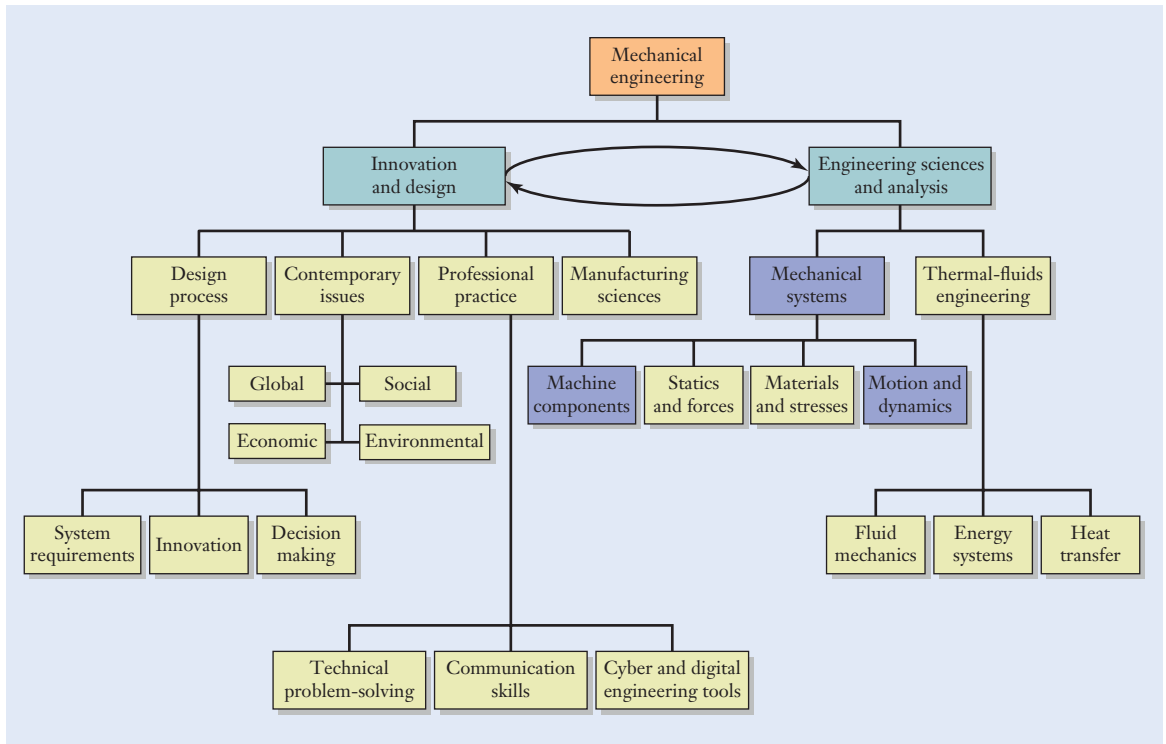 Mechanical
engineering
Innovation
and design
Engineering sciences
and analysis
Design
process
Contemporary
issues
Professional
practice
Manufacturing
sciences
Mechanical
systems
Thermal-fluids
engineering
Global
Social
Economic
Environmental
Machine
components
Statics
and forces
Materials
and stresses
Motion and
dynamics
System
requirements
Innovation
Decision
making
Fluid
mechanics
Energy
systems
Heat
transfer
Technical
problem-solving
Communication
skills
Cyber and digital
engineering tools